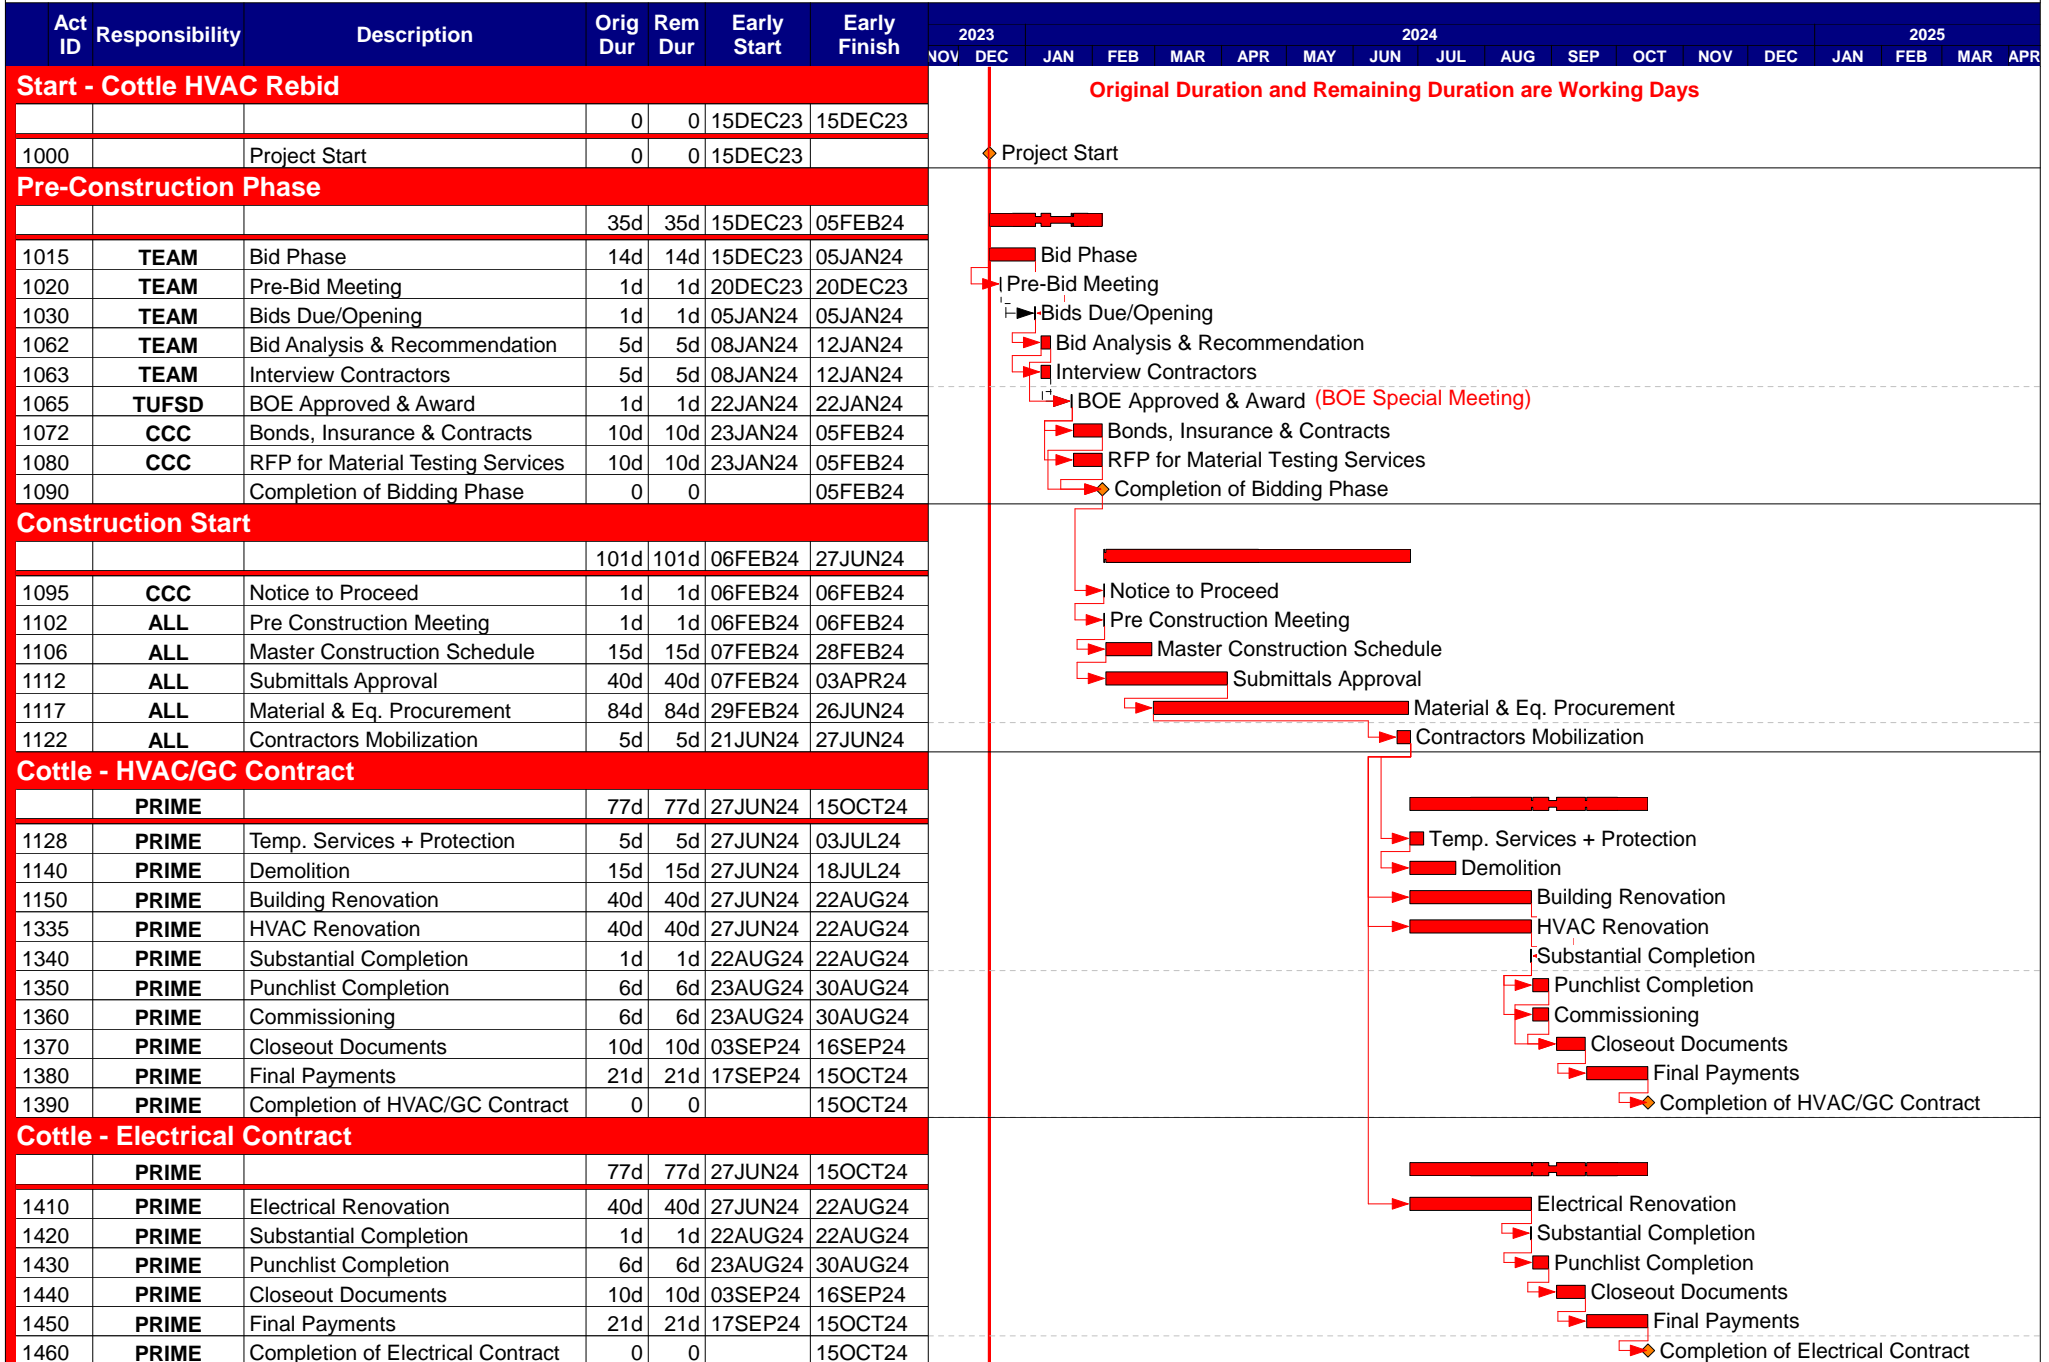 Act ID Responsibility Description Orig Dur Rem Dur Early Start Early Finish
2023 2024 2025
NOV DEC JAN FEB MAR APR MAY JUN JUL AUG SEP OCT NOV DEC JAN FEB MAR APR
Start - Cottle HVAC Rebid
Original Duration and Remaining Duration are Working Days
0 0 15DEC23 15DEC23
1000 Project Start 0 0 15DEC23 Project Start
Pre-Construction Phase
35d 35d 15DEC23 05FEB24
1015 TEAM Bid Phase 14d 14d 15DEC23 05JAN24 Bid Phase
1020 TEAM Pre-Bid Meeting 1d 1d 20DEC23 20DEC23 Pre-Bid Meeting
1030 TEAM Bids Due/Opening 1d 1d 05JAN24 05JAN24 Bids Due/Opening
1062 TEAM Bid Analysis & Recommendation 5d 5d 08JAN24 12JAN24 Bid Analysis & Recommendation
1063 TEAM Interview Contractors 5d 5d 08JAN24 12JAN24 Interview Contractors
1065 TUFSD BOE Approved & Award 1d 1d 22JAN24 22JAN24 BOE Approved & Award (BOE Special Meeting)
1072 CCC Bonds, Insurance & Contracts 10d 10d 23JAN24 05FEB24 Bonds, Insurance & Contracts
1080 CCC RFP for Material Testing Services 10d 10d 23JAN24 05FEB24 RFP for Material Testing Services
1090 Completion of Bidding Phase 0 0 05FEB24 Completion of Bidding Phase
Construction Start
101d 101d 06FEB24 27JUN24
1095 CCC Notice to Proceed 1d 1d 06FEB24 06FEB24 Notice to Proceed
1102 ALL Pre Construction Meeting 1d 1d 06FEB24 06FEB24 Pre Construction Meeting
1106 ALL Master Construction Schedule 15d 15d 07FEB24 28FEB24 Master Construction Schedule
1112 ALL Submittals Approval 40d 40d 07FEB24 03APR24 Submittals Approval
1117 ALL Material & Eq. Procurement 84d 84d 29FEB24 26JUN24 Material & Eq. Procurement
1122 ALL Contractors Mobilization 5d 5d 21JUN24 27JUN24 Contractors Mobilization
Cottle - HVAC/GC Contract
PRIME 77d 77d 27JUN24 15OCT24
1128 PRIME Temp. Services + Protection 5d 5d 27JUN24 03JUL24 Temp. Services + Protection
1140 PRIME Demolition 15d 15d 27JUN24 18JUL24 Demolition
1150 PRIME Building Renovation 40d 40d 27JUN24 22AUG24 Building Renovation
1335 PRIME HVAC Renovation 40d 40d 27JUN24 22AUG24 HVAC Renovation
1340 PRIME Substantial Completion 1d 1d 22AUG24 22AUG24 Substantial Completion
1350 PRIME Punchlist Completion 6d 6d 23AUG24 30AUG24 Punchlist Completion
1360 PRIME Commissioning 6d 6d 23AUG24 30AUG24 Commissioning
1370 PRIME Closeout Documents 10d 10d 03SEP24 16SEP24 Closeout Documents
1380 PRIME Final Payments 21d 21d 17SEP24 15OCT24 Final Payments
1390 PRIME Completion of HVAC/GC Contract 0 0 15OCT24 Completion of HVAC/GC Contract
Cottle - Electrical Contract
PRIME 77d 77d 27JUN24 15OCT24
1410 PRIME Electrical Renovation 40d 40d 27JUN24 22AUG24 Electrical Renovation
1420 PRIME Substantial Completion 1d 1d 22AUG24 22AUG24 Substantial Completion
1430 PRIME Punchlist Completion 6d 6d 23AUG24 30AUG24 Punchlist Completion
1440 PRIME Closeout Documents 10d 10d 03SEP24 16SEP24 Closeout Documents
1450 PRIME Final Payments 21d 21d 17SEP24 15OCT24 Final Payments
1460 PRIME Completion of Electrical Contract 0 0 15OCT24 Completion of Electrical Contract